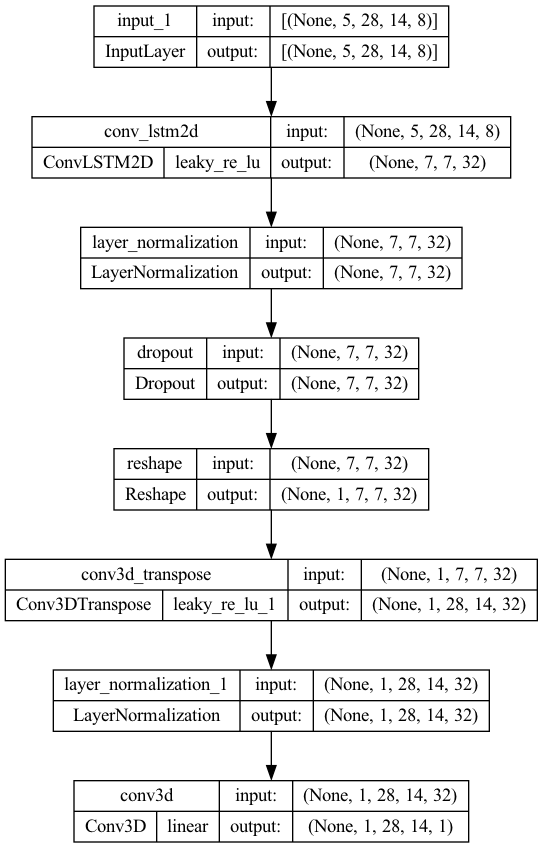 input_1 input: [(None, 5, 28, 14, 8)]
InputLayer output: [(None, 5, 28, 14, 8)]
conv_lstm2d input: (None, 5, 28, 14, 8)
ConvLSTM2D leaky_re_lu output: (None, 7, 7, 32)
layer_normalization input: (None, 7, 7, 32)
LayerNormalization output: (None, 7, 7, 32)
dropout input: (None, 7, 7, 32)
Dropout output: (None, 7, 7, 32)
reshape input: (None, 7, 7, 32)
Reshape output: (None, 1, 7, 7, 32)
conv3d_transpose input: (None, 1, 7, 7, 32)
Conv3DTranspose leaky_re_lu_1 output: (None, 1, 28, 14, 32)
layer_normalization_1 input: (None, 1, 28, 14, 32)
LayerNormalization output: (None, 1, 28, 14, 32)
conv3d input: (None, 1, 28, 14, 32)
Conv3D linear output: (None, 1, 28, 14, 1)